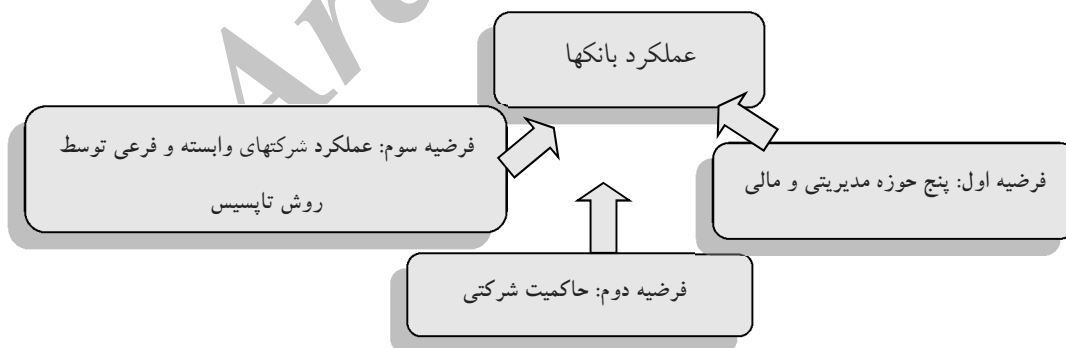 عملکرد بانکها
فرضیه سوم: عملکرد شرکتهای وابسته و فرعی توسط
روش تاپسیس
فرضیه اول: پنج حوزه مدیریتی و مالی
فرضیه دوم: حاکمیت شرکتی